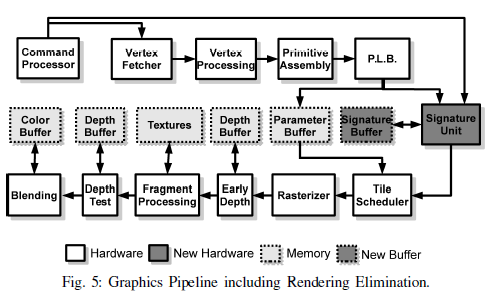 Command
Processor
Vertex
Fetcher
Vertex
Processing
Primitive
Assembly
P.L.B.
Color
Buffer
Depth
Buffer
Textures
Depth
Buffer
Parameter
Buffer
Signature
Buffer
Signature
Unit
Blending
Depth
Test
Fragment
Processing
Early
Depth
Rasterizer
Tile
Scheduler
Hardware
New Hardware
Memory
New Buffer
Fig. 5: Graphics Pipeline including Rendering Elimination.